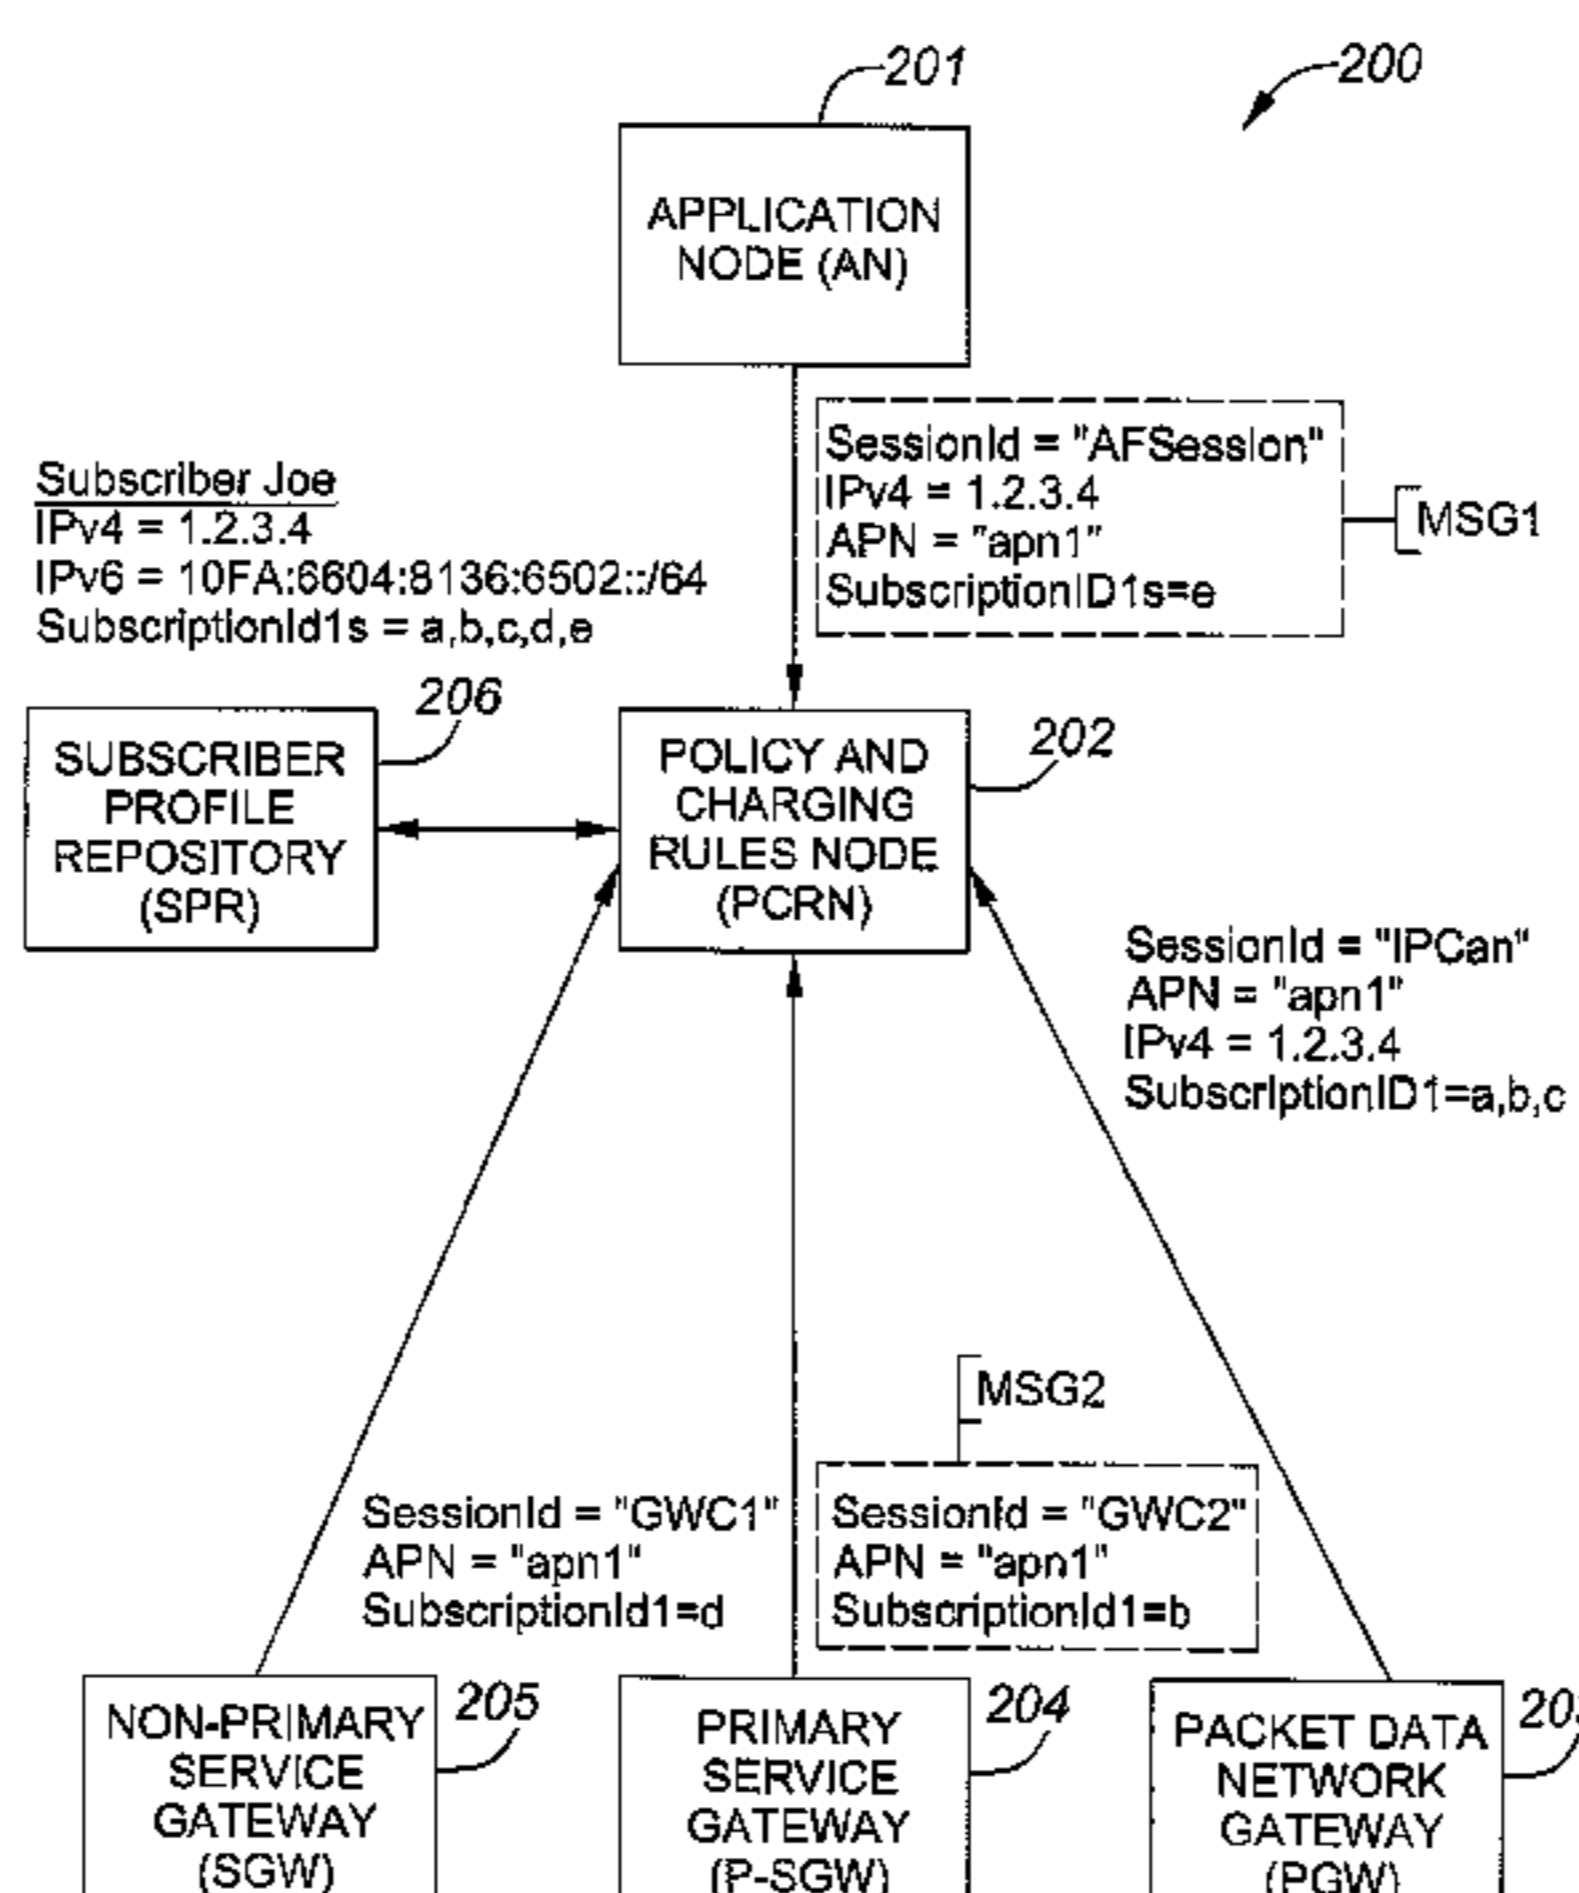 201
200
APPLICATION
NODE (AN)
SessionId = "AFSession"
IPv4 = 1.2.3.4
APN = "apn1"
SubscriptionID1s=e
MSG1
Subscriber Joe
IPv4 = 1.2.3.4
IPv6 = 10FA:6604:8136:6502::/64
SubscriptionId1s = a,b,c,d,e
206
SUBSCRIBER
PROFILE
REPOSITORY
(SPR)
POLICY AND
CHARGING
RULES NODE
(PCRN)
202
SessionId = "IPCan"
APN = "apn1"
IPv4 = 1.2.3.4
SubscriptionID1=a,b,c
MSG2
SessionId = "GWC1"
APN = "apn1"
SubscriptionId1=d
SessionId = "GWC2"
APN = "apn1"
SubscriptionId1=b
NON-PRIMARY
SERVICE
GATEWAY
(SGW)
205
PRIMARY
SERVICE
GATEWAY
(P-SGW)
204
PACKET DATA
NETWORK
GATEWAY
(PGW)